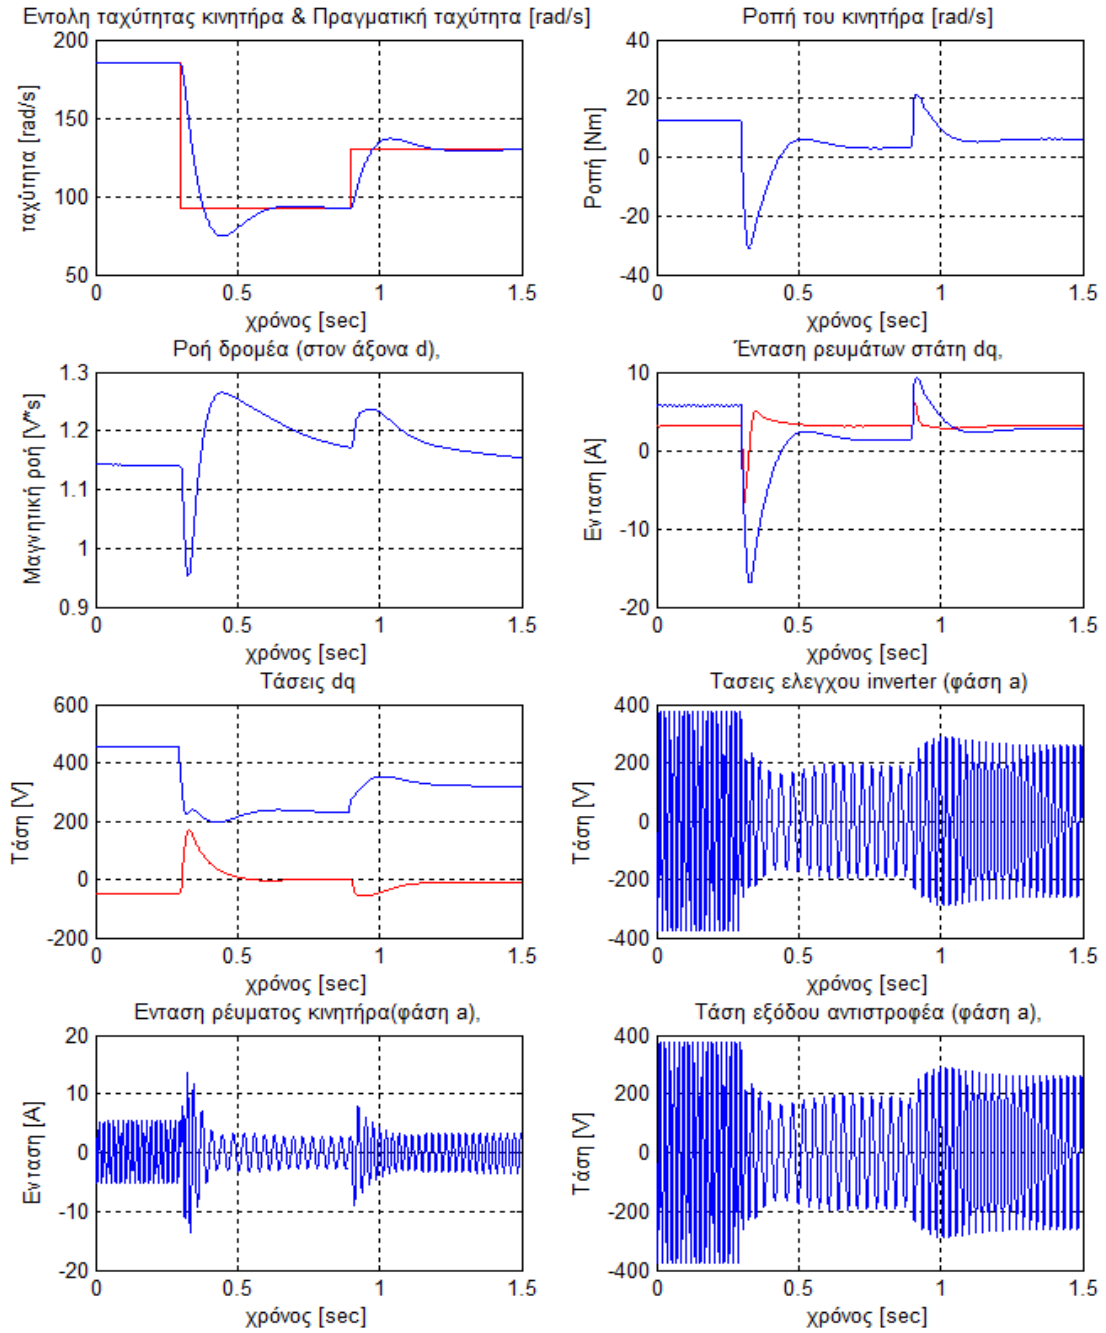 Εντολη ταχύτητας κινητήρα & Πραγματική ταχύτητα [rad/s]
200
150
100
50
ταχύτητα [rad/s]
0 0.5 1 1.5
χρόνος [sec]
Ροπή του κινητήρα [rad/s]
40
20
0
-20
-40
Ροπή [Nm]
0 0.5 1 1.5
χρόνος [sec]
Ροή δρομέα (στον άξονα d),
1.3
1.2
1.1
1
0.9
Μαγνητική ροή [V*s]
0 0.5 1 1.5
χρόνος [sec]
Ένταση ρευμάτων στάτη dq,
10
0
-10
-20
Ενταση [A]
0 0.5 1 1.5
χρόνος [sec]
Τάσεις dq
600
400
200
0
-200
Τάση [V]
0 0.5 1 1.5
χρόνος [sec]
Τασεις ελεγχου inverter (φάση a)
400
200
0
-200
-400
Τάση [V]
0 0.5 1 1.5
χρόνος [sec]
Ενταση ρέυματος κινητήρα(φάση a),
20
10
0
-10
-20
Ενταση [A]
0 0.5 1 1.5
χρόνος [sec]
Τάση εξόδου αντιστροφέα (φάση a),
400
200
0
-200
-400
Τάση [V]
0 0.5 1 1.5
χρόνος [sec]